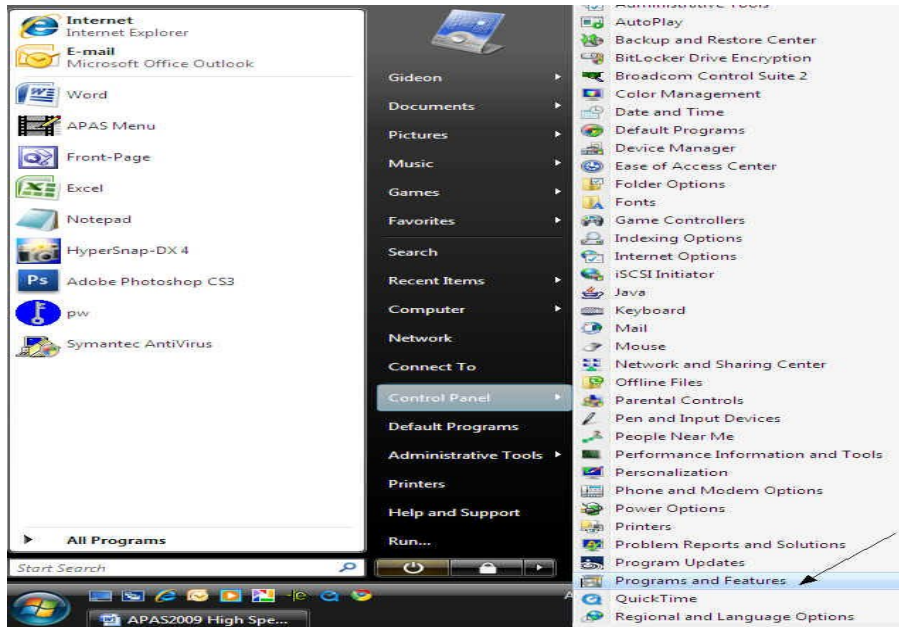 Internet
Internet Explorer
E-mail
Microsoft Office Outlook
Word
APAS Menu
Front-Page
Excel
Notepad
HyperSnap-DX 4
Ps Adobe Photoshop CS3
pw
Symantec AntiVirus
All Programs
Start Search
Gideon
Documents
Pictures
Music
Games
Favorites
Search
Recent Items
Computer
Network
Connect To
Control Panel
Default Programs
Administrative Tools
Printers
Help and Support
Run...
Administrative Tools
AutoPlay
Backup and Restore Center
BitLocker Drive Encryption
Broadcom Control Suite 2
Color Management
Date and Time
Default Programs
Device Manager
Ease of Access Center
Folder Options
Fonts
Game Controllers
Indexing Options
Internet Options
iSCSI Initiator
Java
Keyboard
Mail
Mouse
Network and Sharing Center
Offline Files
Parental Controls
Pen and Input Devices
People Near Me
Performance Information and Tools
Personalization
Phone and Modem Options
Power Options
Printers
Problem Reports and Solutions
Program Updates
Programs and Features
QuickTime
Regional and Language Options
APAS2009 High Spe...